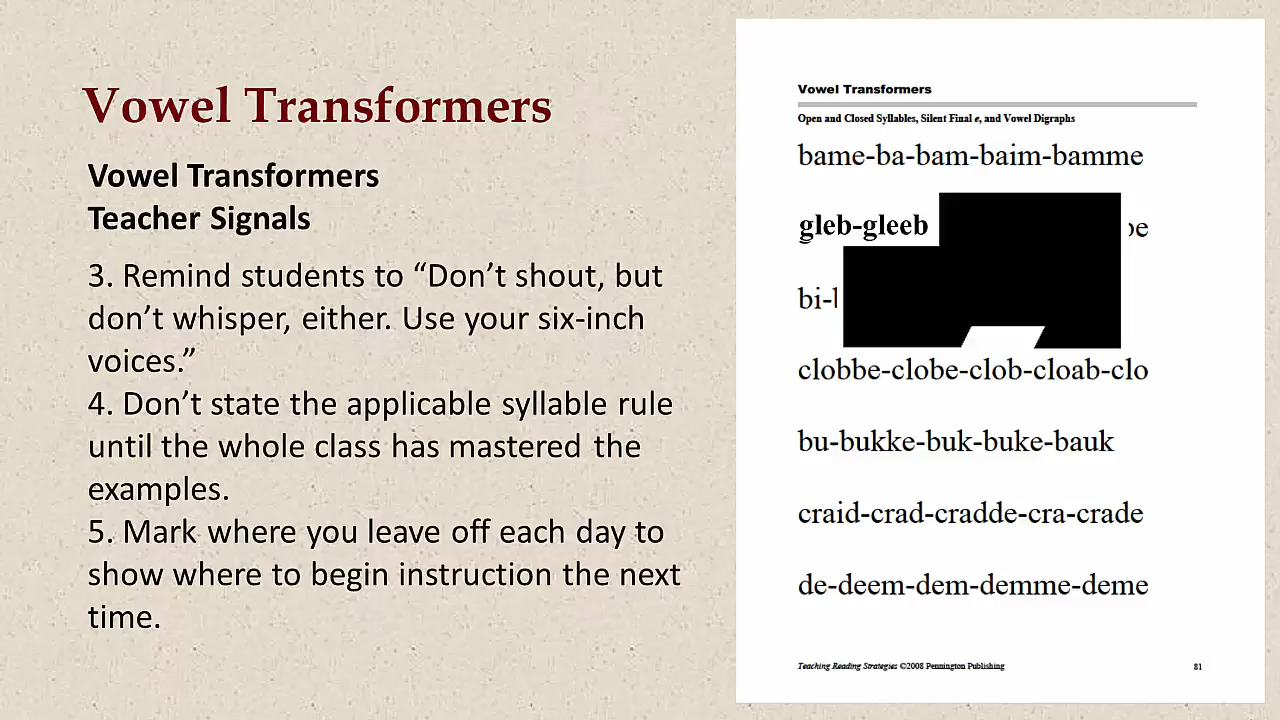 Vowel Transformers
Vowel Transformers
Teacher Signals
3. Remind students to “Don’t shout, but
don’t whisper, either. Use your six-inch
voices.”
4. Don’t state the applicable syllable rule
until the whole class has mastered the
examples.
5. Mark where you leave off each day to
show where to begin instruction the next
time.
Vowel Transformers
Open and Closed Syllables, Silent Final e, and Vowel Digraphs
bame-ba-bam-baim-bamme
gleb-gleeb
bi-
clobbe-clobe-clob-cloab-clo
bu-bukke-buk-buke-bauk
craid-crad-cradde-cra-crade
de-deem-dem-demme-deme
Teaching Reading Strategies ©2008 Pennington Publishing
81